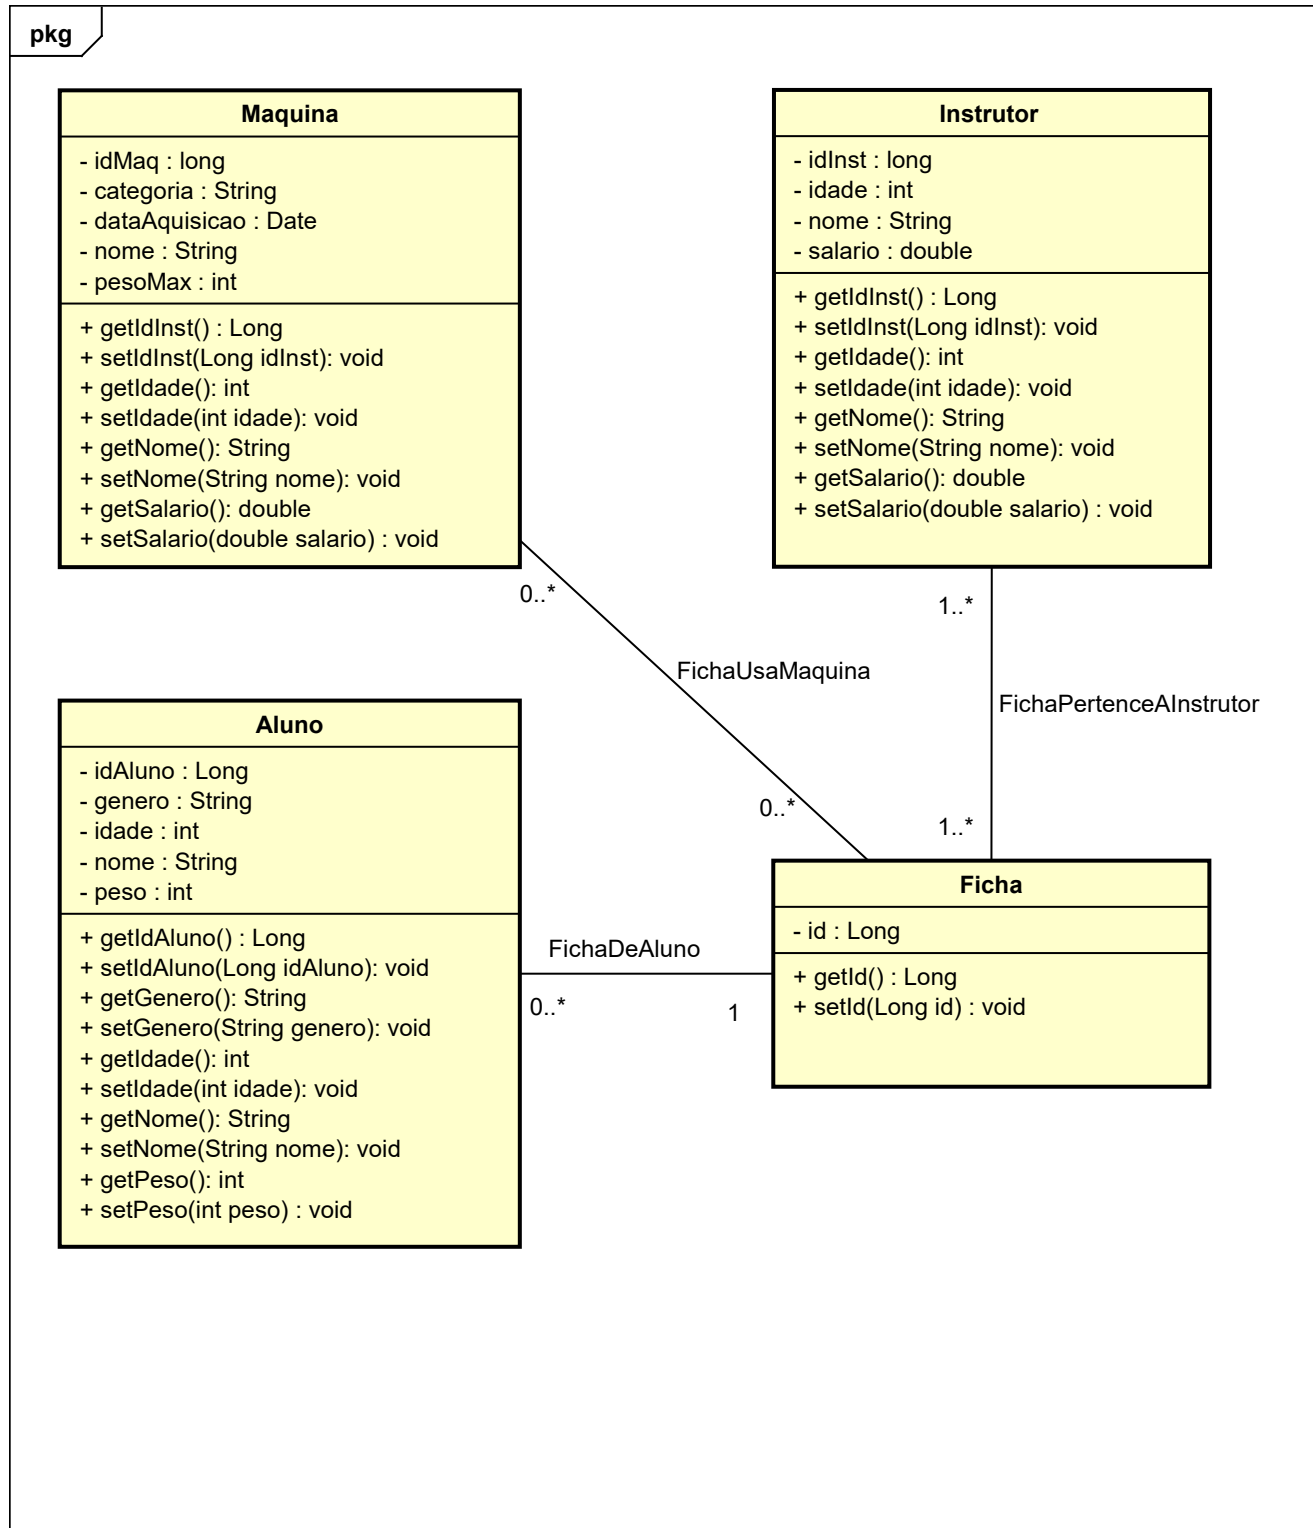 pkg
Maquina
- idMaq : long
- categoria : String
- dataAquisicao : Date
- nome : String
- pesoMax : int
+ getIdInst() : Long
+ setIdInst(Long idInst): void
+ getIdade(): int
+ setIdade(int idade): void
+ getNome(): String
+ setNome(String nome): void
+ getSalario(): double
+ setSalario(double salario) : void
Instrutor
- idInst : long
- idade : int
- nome : String
- salario : double
+ getIdInst() : Long
+ setIdInst(Long idInst): void
+ getIdade(): int
+ setIdade(int idade): void
+ getNome(): String
+ setNome(String nome): void
+ getSalario(): double
+ setSalario(double salario) : void
0..*
FichaUsaMaquina
0..*
1..*
FichaPertenceAInstrutor
1..*
Aluno
- idAluno : Long
- genero : String
- idade : int
- nome : String
- peso : int
+ getIdAluno() : Long
+ setIdAluno(Long idAluno): void
+ getGenero(): String
+ setGenero(String genero): void
+ getIdade(): int
+ setIdade(int idade): void
+ getNome(): String
+ setNome(String nome): void
+ getPeso(): int
+ setPeso(int peso) : void
FichaDeAluno
0..*
1
Ficha
- id : Long
+ getId() : Long
+ setId(Long id) : void